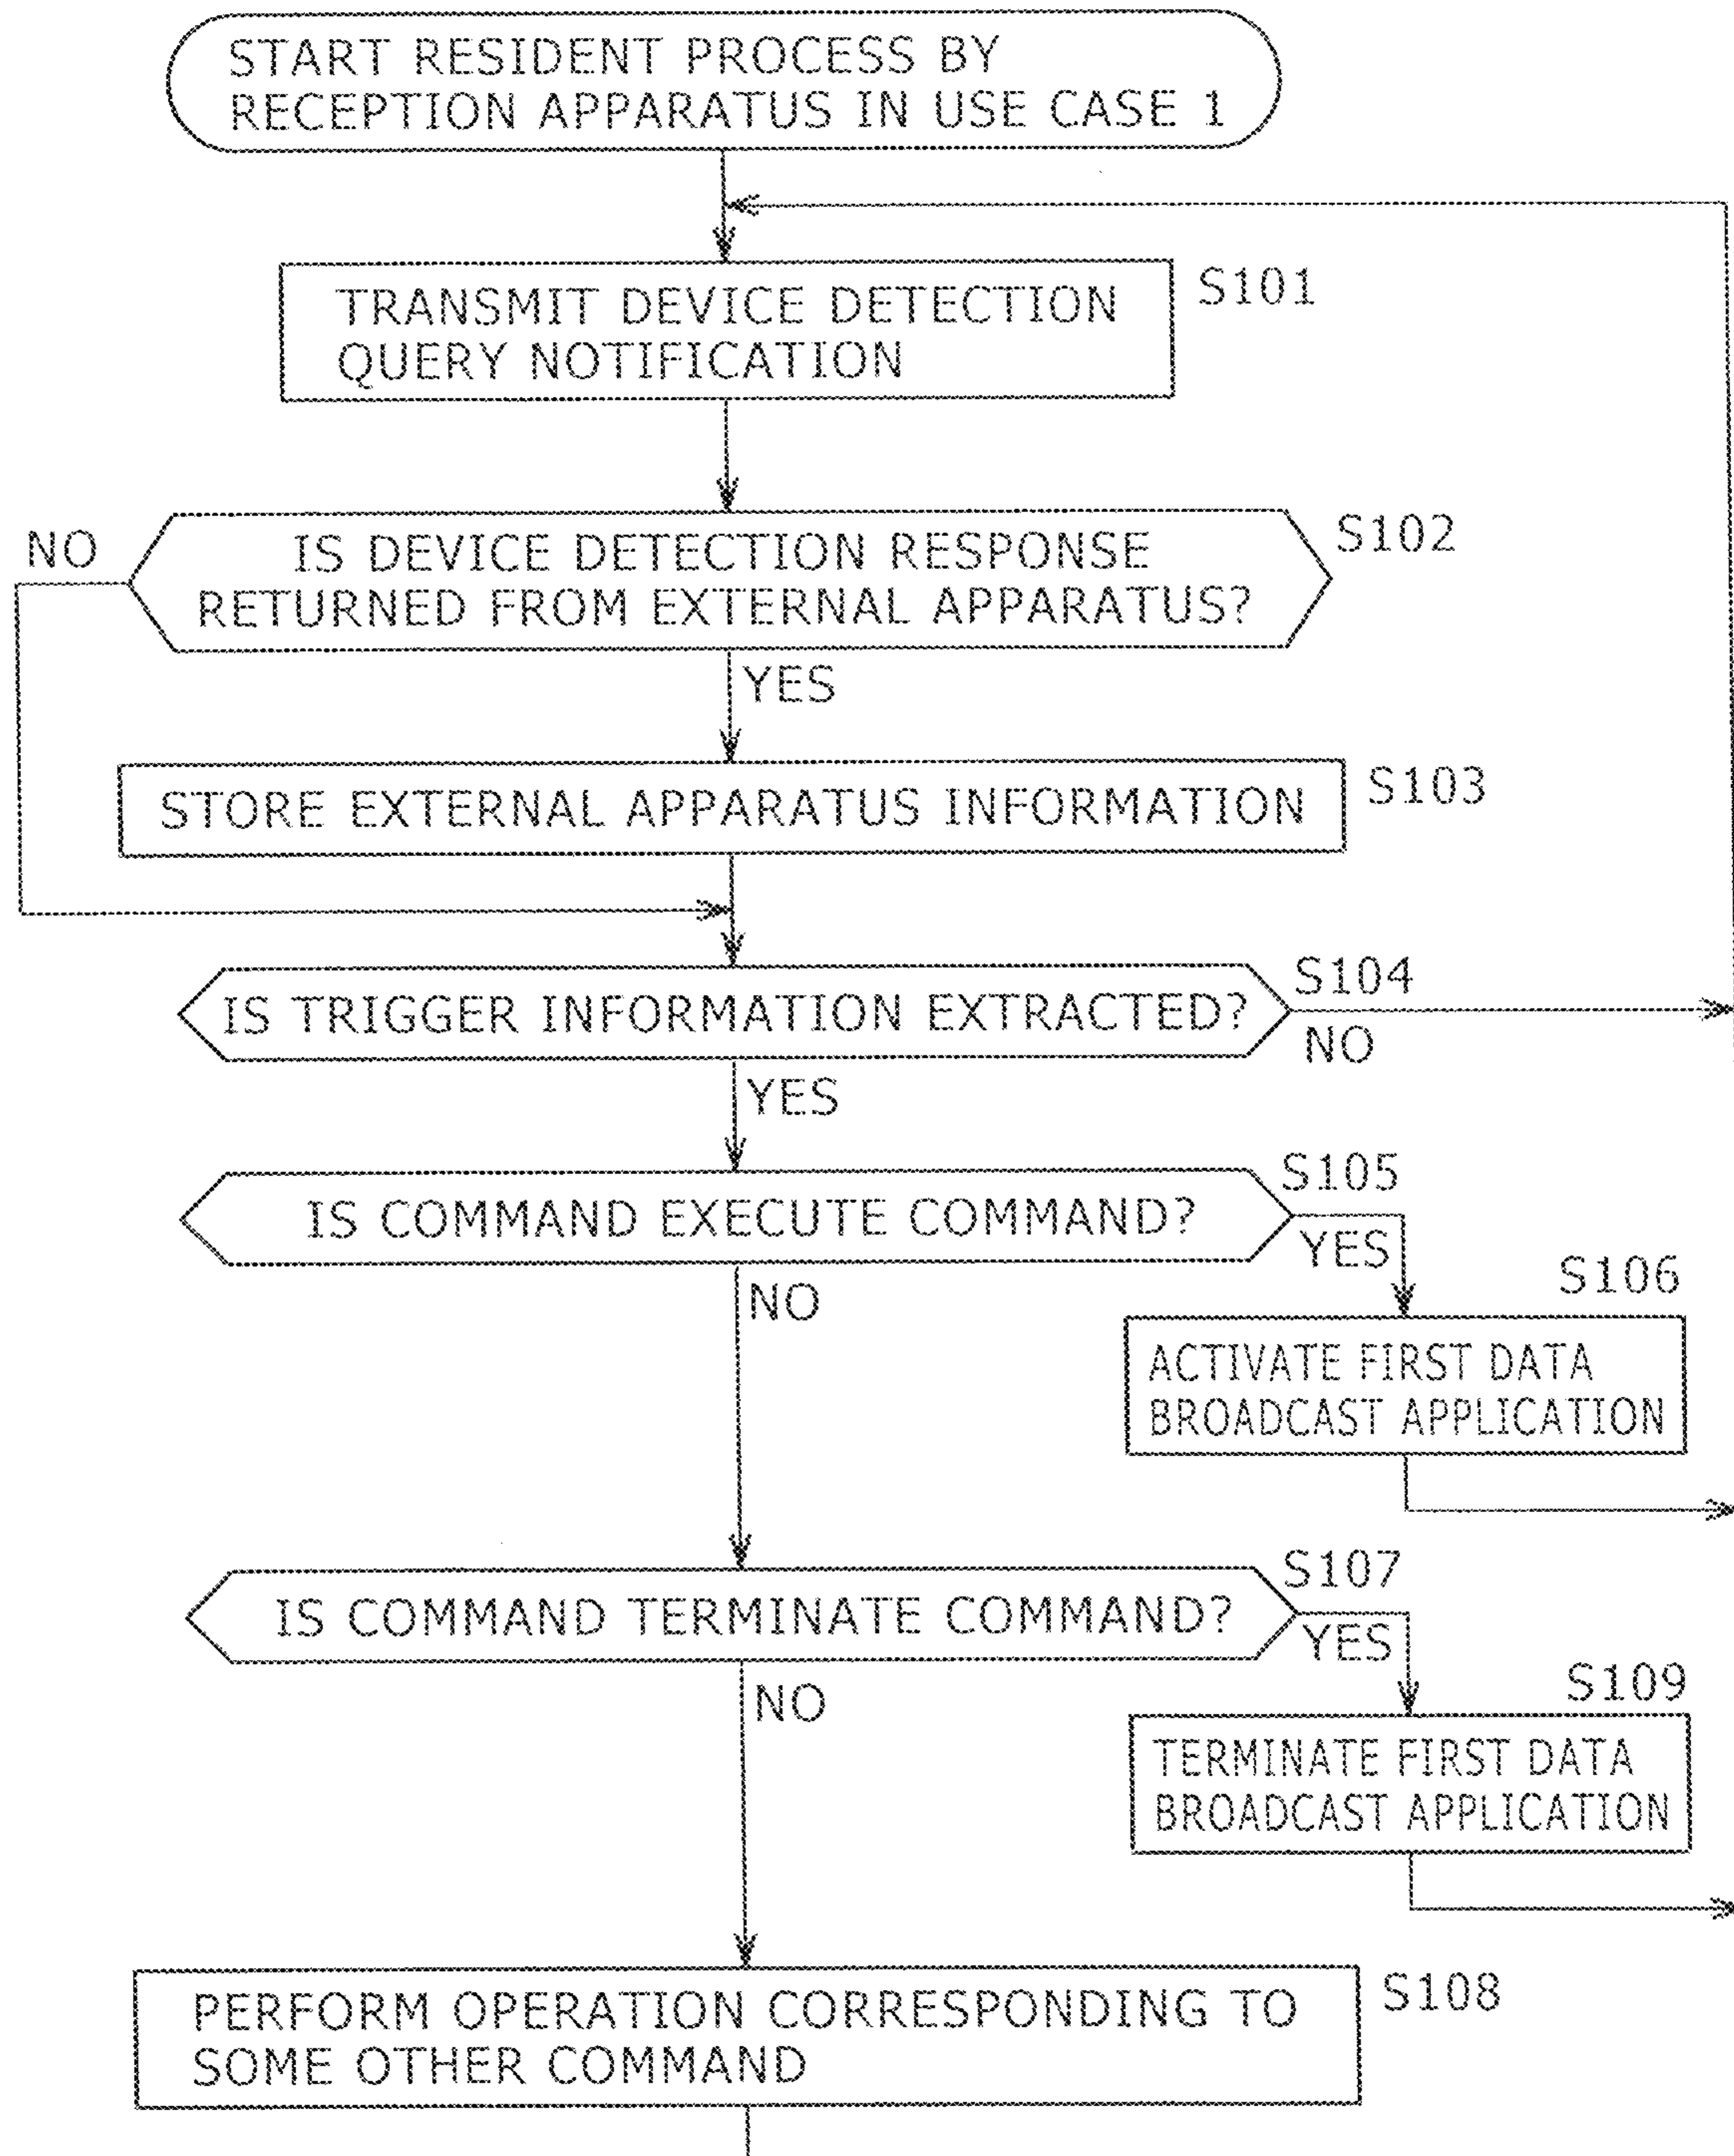 START RESIDENT PROCESS BY
RECEPTION APPARATUS IN USE CASE 1
TRANSMIT DEVICE DETECTION
QUERY NOTIFICATION
S101
NO
IS DEVICE DETECTION RESPONSE
RETURNED FROM EXTERNAL APPARATUS?
S102
YES
STORE EXTERNAL APPARATUS INFORMATION
S103
IS TRIGGER INFORMATION EXTRACTED?
S104
NO
YES
IS COMMAND EXECUTE COMMAND?
S105
YES
NO
S106
ACTIVATE FIRST DATA
BROADCAST APPLICATION
IS COMMAND TERMINATE COMMAND?
S107
YES
NO
S109
TERMINATE FIRST DATA
BROADCAST APPLICATION
PERFORM OPERATION CORRESPONDING TO
SOME OTHER COMMAND
S108